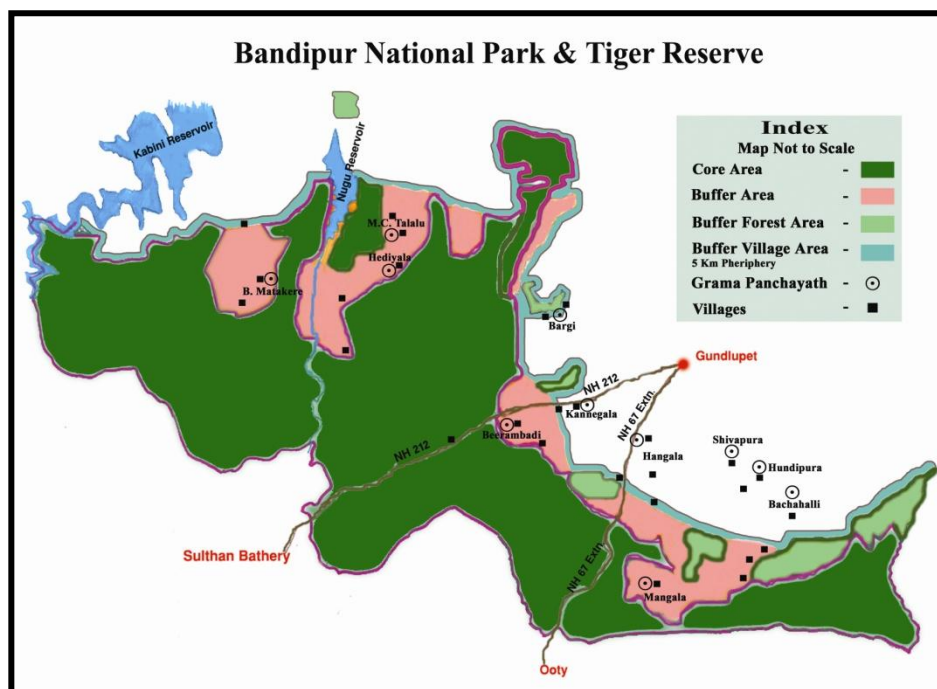 Bandipur National Park & Tiger Reserve
Kabini Reservoir
Nugu Reservoir
Index
Map Not to Scale
Core Area -
Buffer Area -
Buffer Forest Area -
Buffer Village Area -
5 Km Pheriphery
Grama Panchayath -
Villages -
M.C. Talalu
Hediyala
B. Matakere
Bargi
Gundlupet
NH 212
Kannegala
NH 67 Extn.
Beerambadi
Hangala
Shivapura
NH 212
Hundipura
Bachahalli
Sulthan Bathery
NH 67 Extn.
Mangala
Ooty